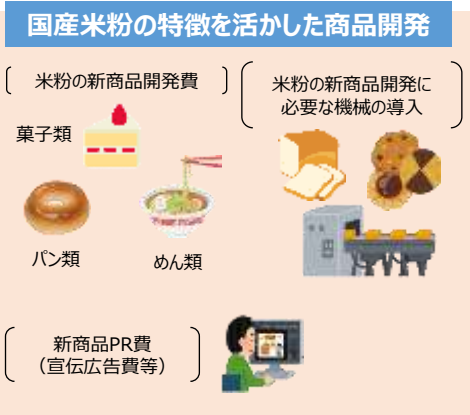 国産米粉の特徴を活かした商品開発
米粉の新商品開発費
菓子類
パン類
めん類
米粉の新商品開発に
必要な機械の導入
新商品PR費
（宣伝広告費等）